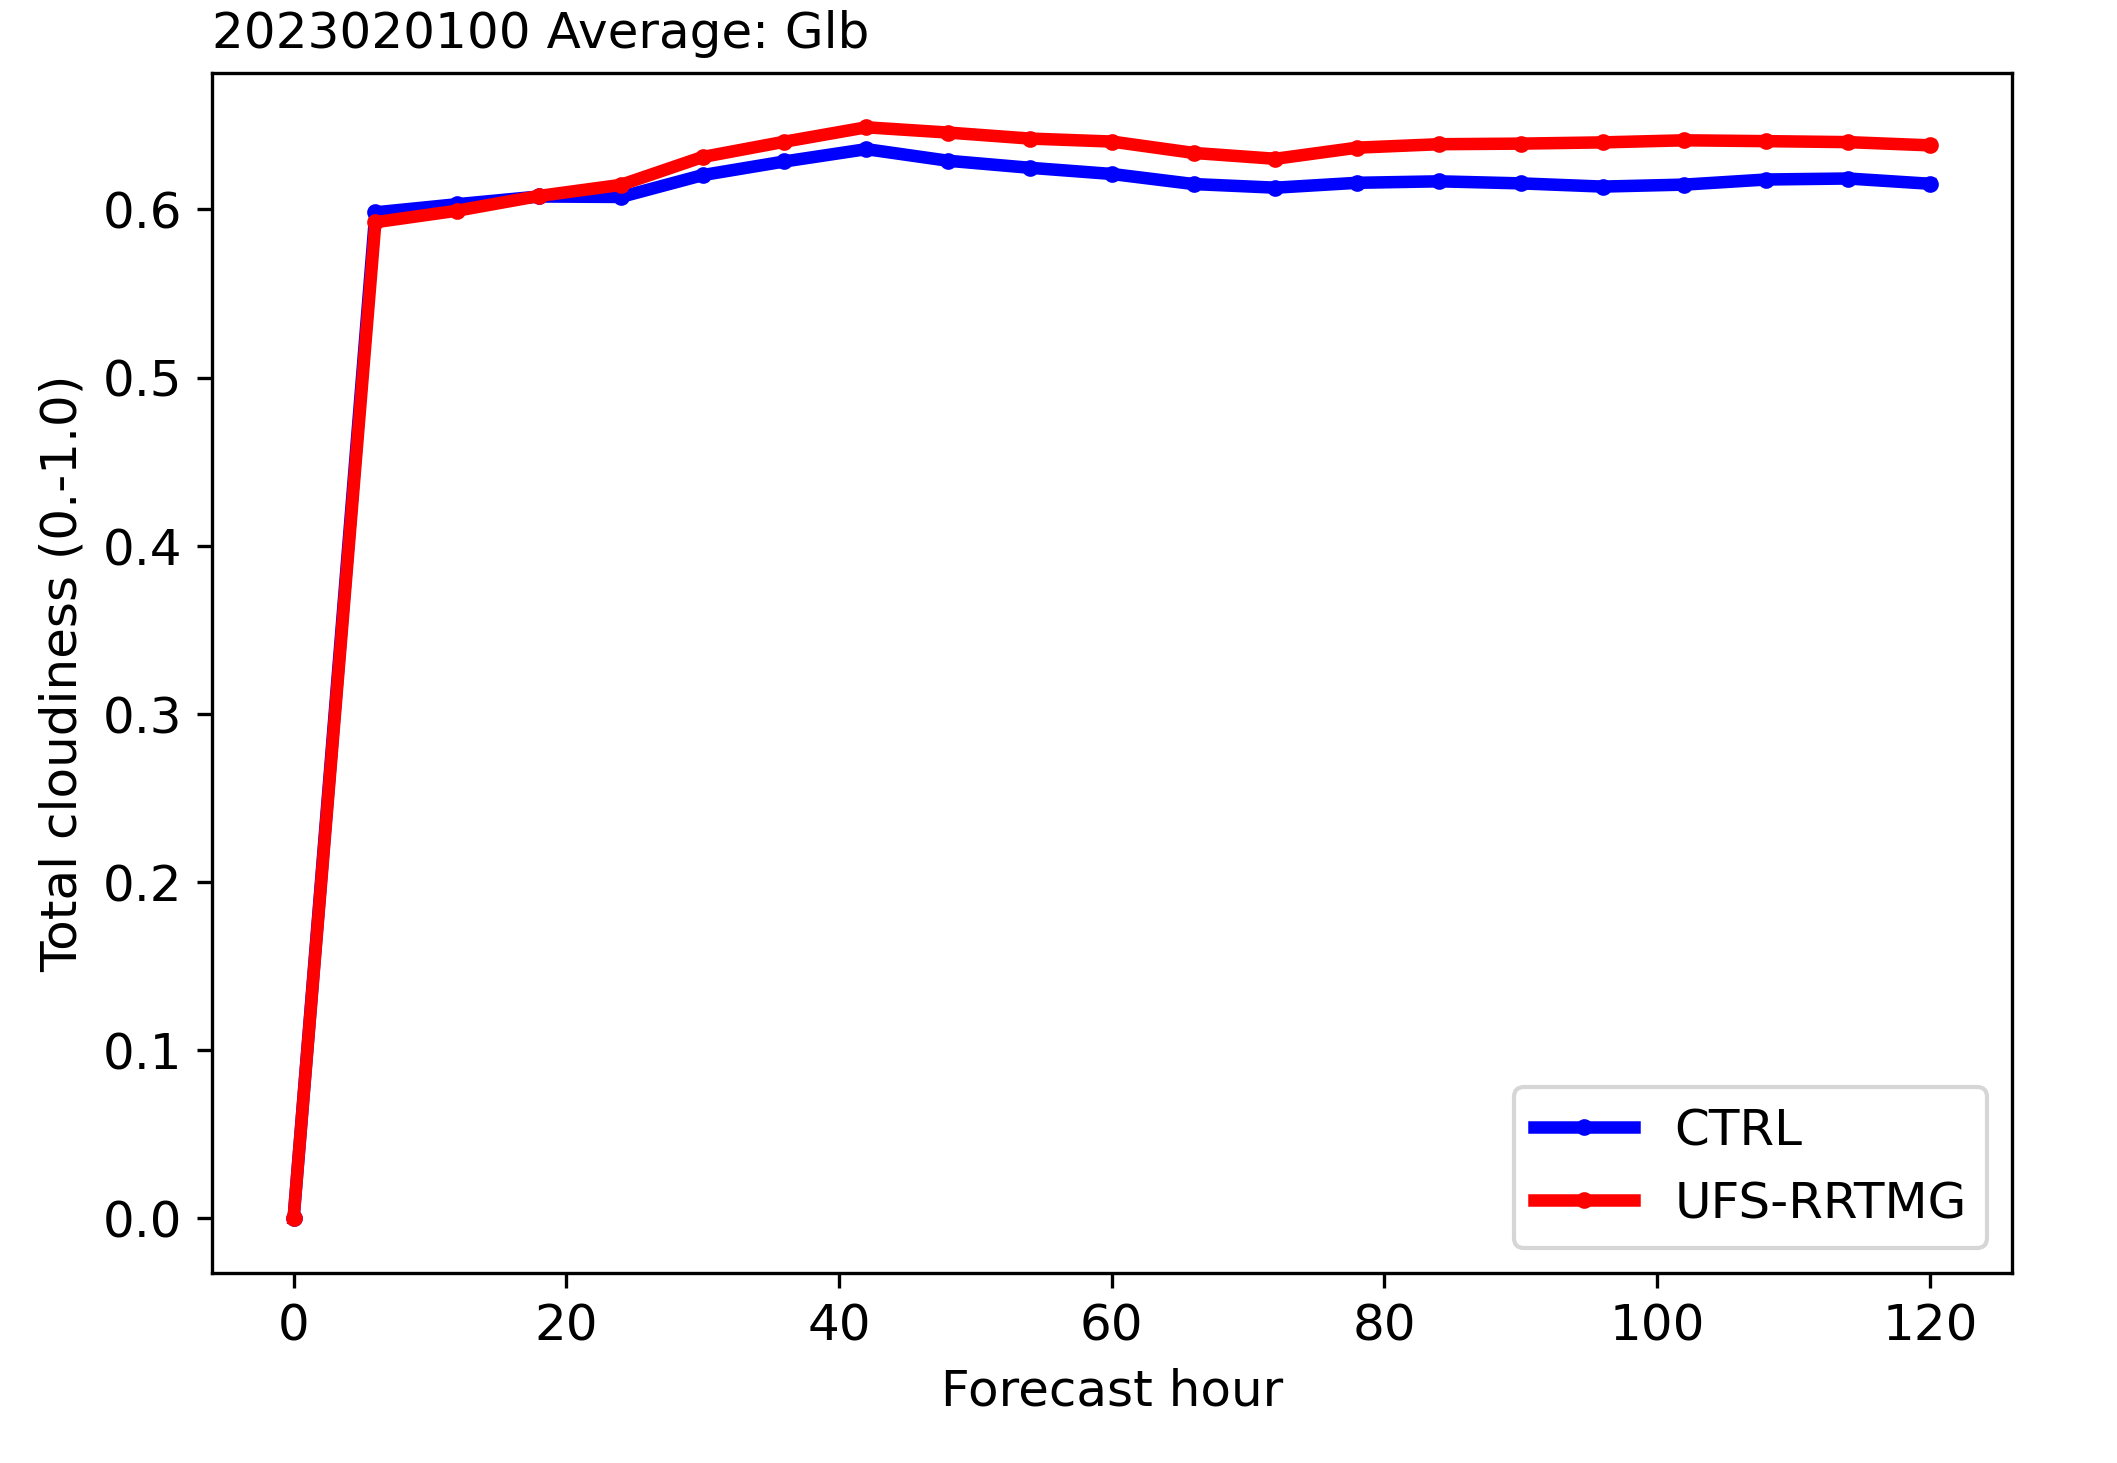 2023020100 Average: Glb
Total cloudiness (0.-1.0)
0.6
0.5
0.4
0.3
0.2
0.1
0.0
CTRL
UFS-RRTMG
0 20 40 60 80 100 120
Forecast hour